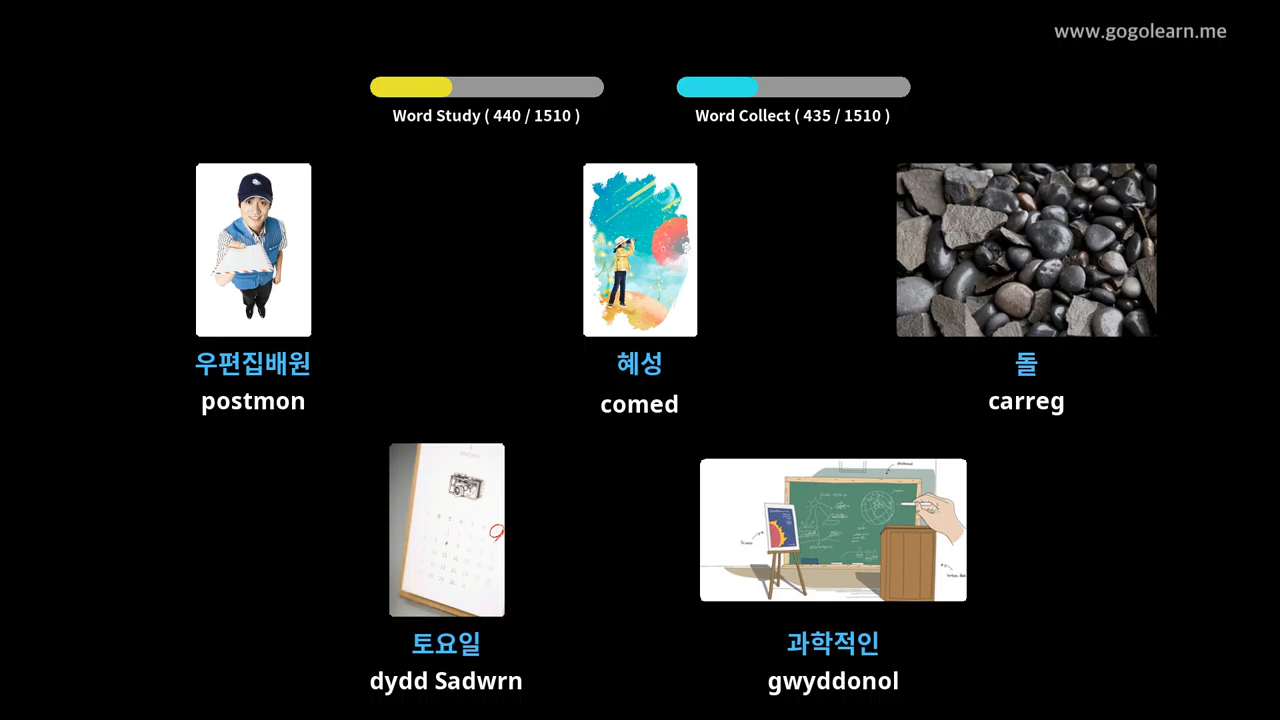 www.gogolearn.me
Word Study ( 440 / 1510 )
Word Collect ( 435 / 1510 )
우편집배원
postmon
혜성
comed
돌
carreg
토요일
dydd Sadwrn
과학적인
gwyddonol